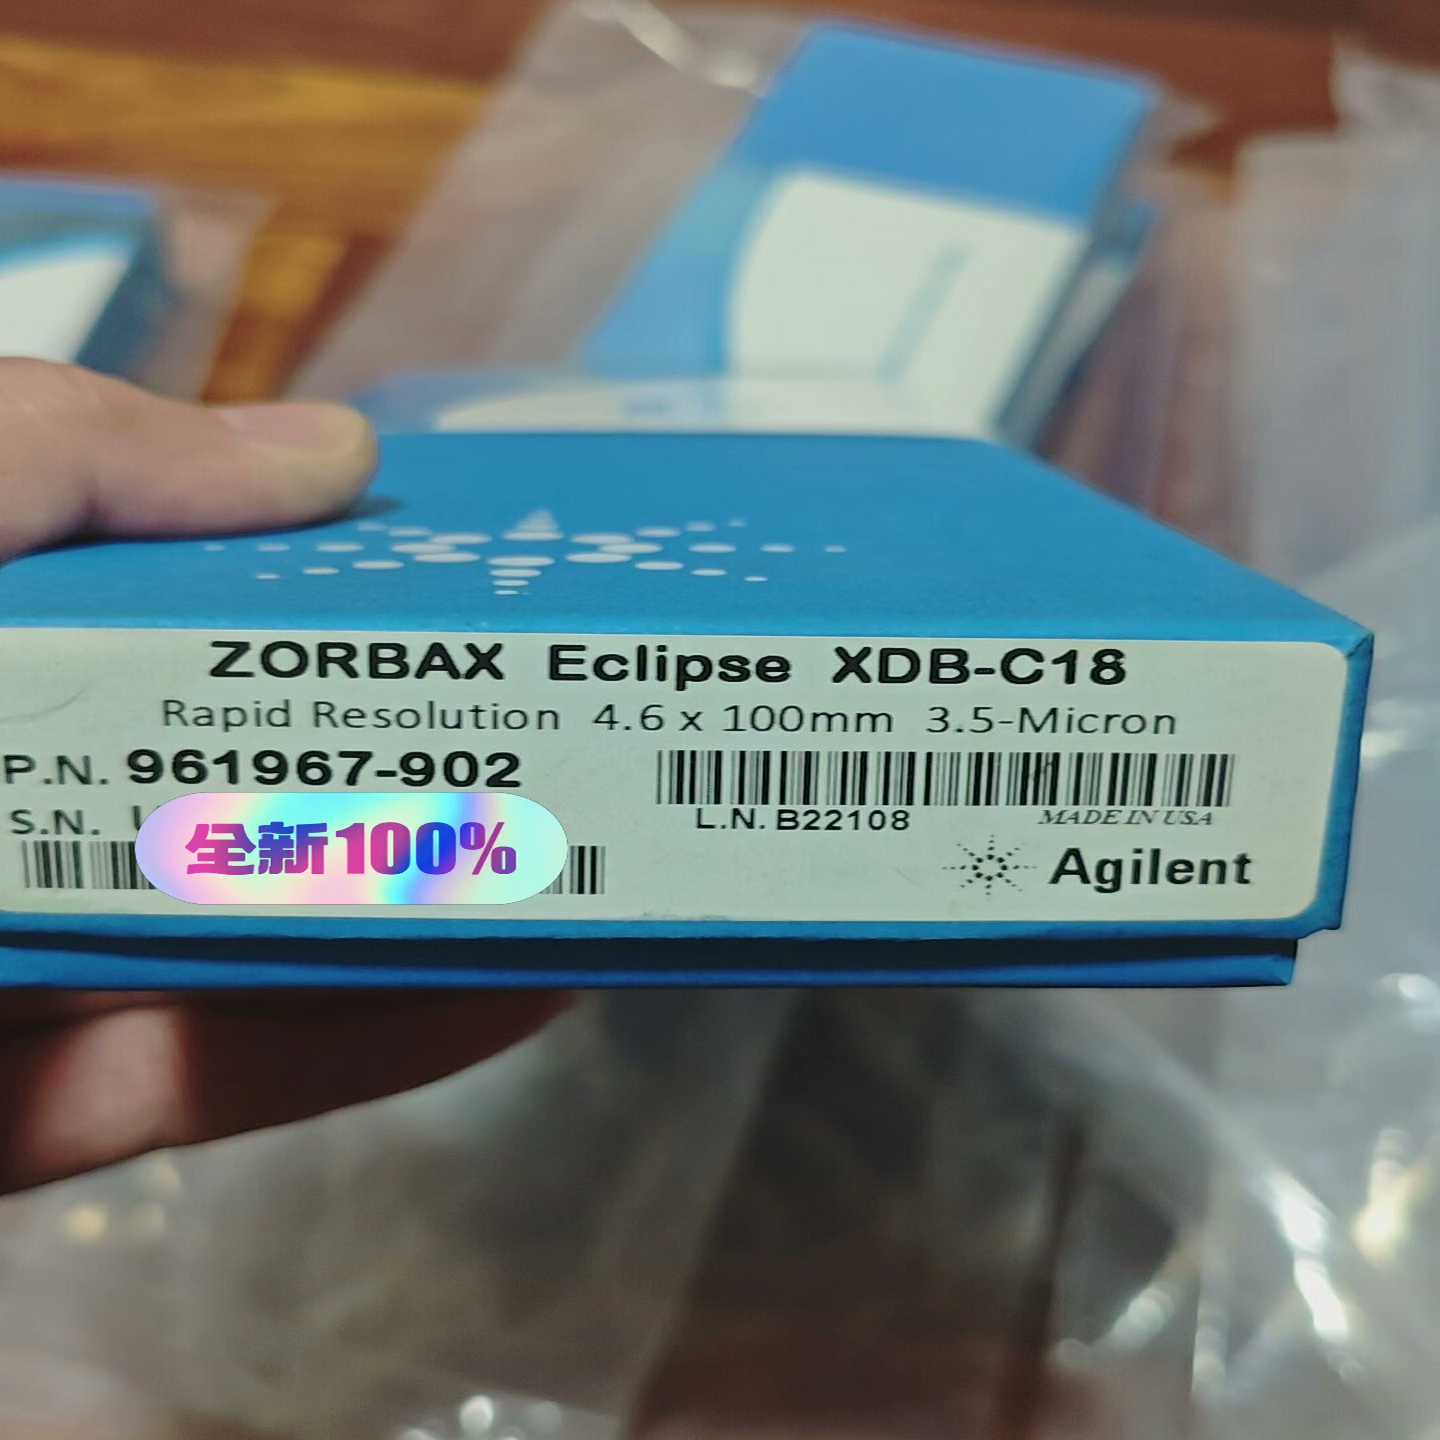 ZORBAX Eclipse XDB-C18
Rapid Resolution 4.6 x 100mm 3.5-Micron
P.N. 961967-902
S.N.
全新100%
L.N. B22108
MADE IN USA
Agilent